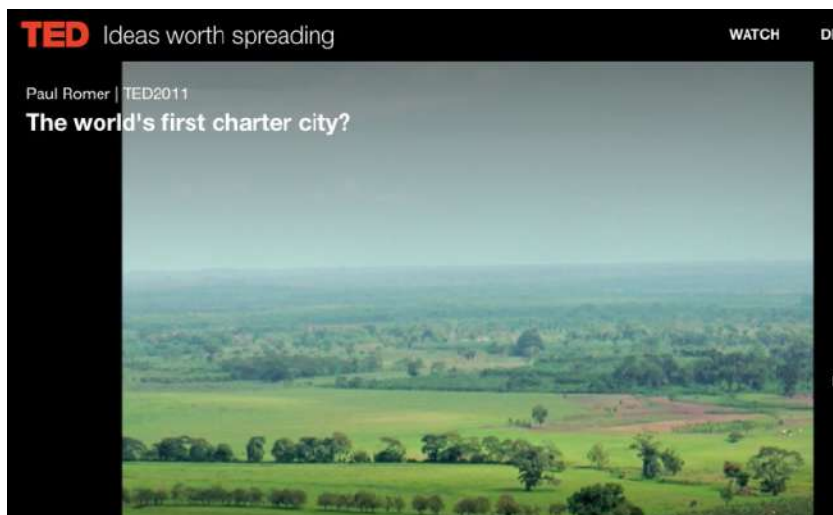 TED Ideas worth spreading
WATCH
Paul Romer | TED2011
The world's first charter city?